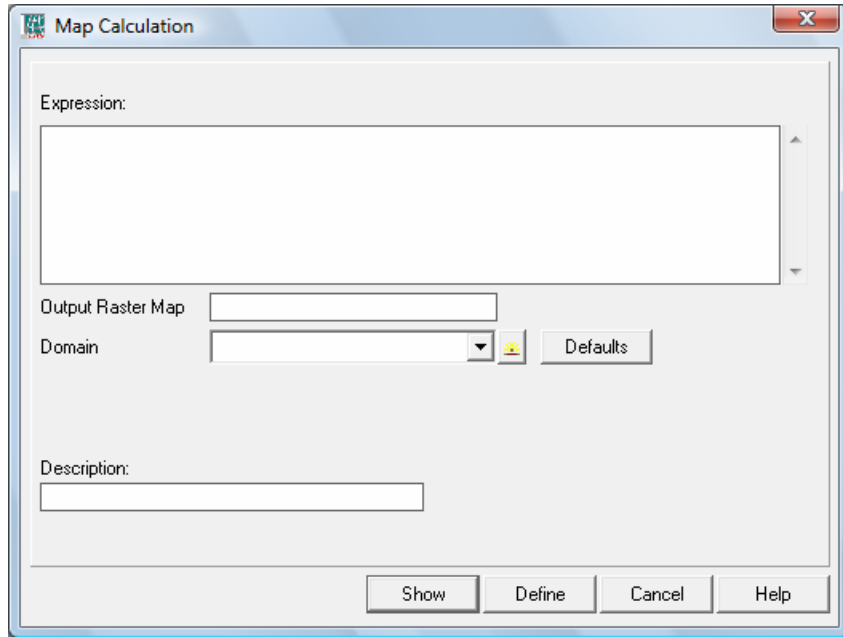 Map Calculation
Expression:
Output Raster Map
Domain
Defaults
Description:
Show
Define
Cancel
Help